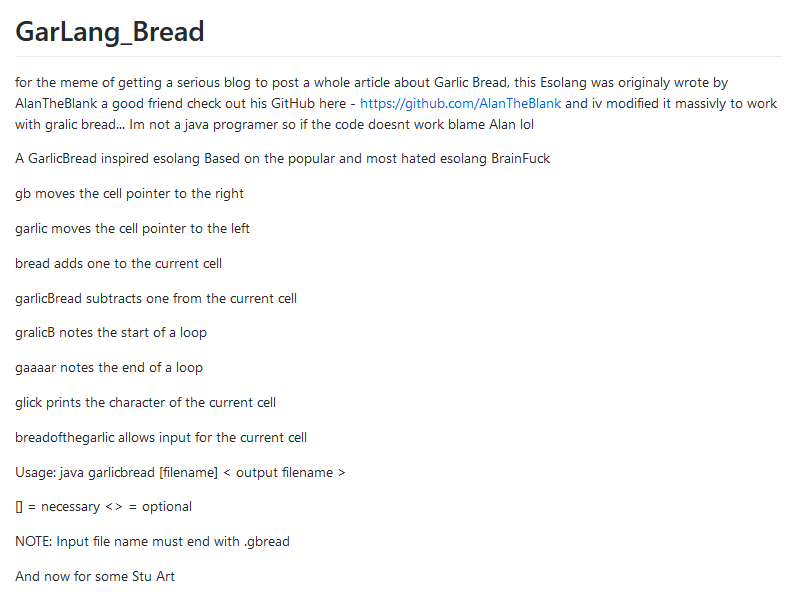 GarLang_Bread
for the meme of getting a serious blog to post a whole article about Garlic Bread, this Esolang was originaly wrote by
AlanTheBlank a good friend check out his GitHub here - https://github.com/AlanTheBlank and iv modified it massivly to work
with gralic bread... Im not a java programer so if the code doesnt work blame Alan lol
A GarlicBread inspired esolang Based on the popular and most hated esolang BrainFuck
gb moves the cell pointer to the right
garlic moves the cell pointer to the left
bread adds one to the current cell
garlicBread subtracts one from the current cell
gralicB notes the start of a loop
gaaaar notes the end of a loop
glick prints the character of the current cell
breadofthegarlic allows input for the current cell
Usage: java garlicbread [filename] < output filename >
[] = necessary <> = optional
NOTE: Input file name must end with .gbread
And now for some Stu Art